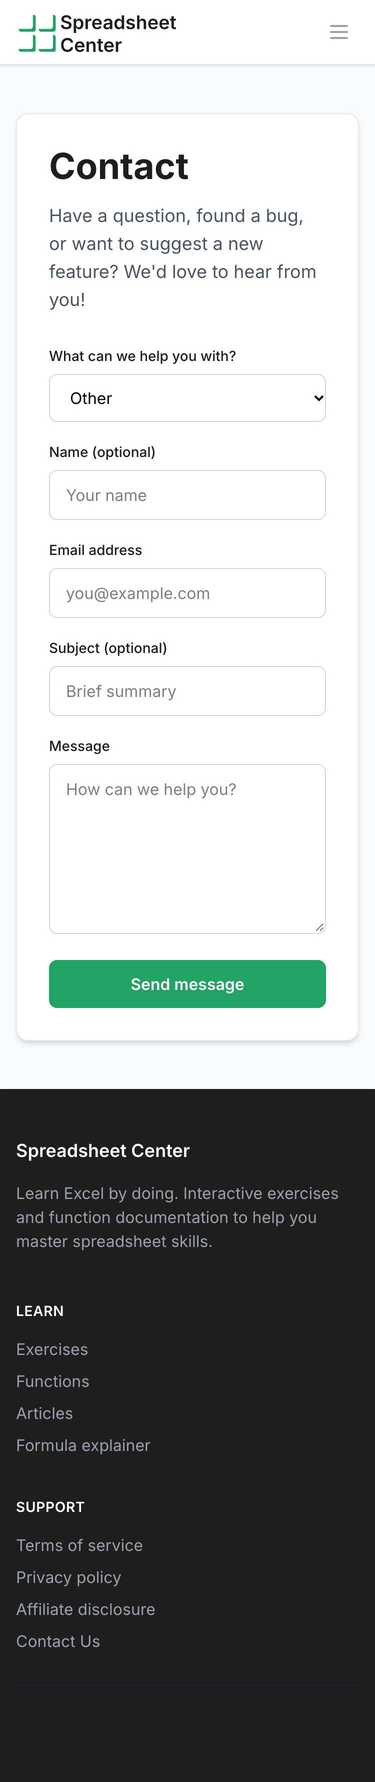 Spreadsheet
Center
Contact
Have a question, found a bug,
or want to suggest a new
feature? We'd love to hear from
you!
What can we help you with?
Other
Name (optional)
Your name
Email address
you@example.com
Subject (optional)
Brief summary
Message
How can we help you?
Send message
Spreadsheet Center
Learn Excel by doing. Interactive exercises
and function documentation to help you
master spreadsheet skills.
LEARN
Exercises
Functions
Articles
Formula explainer
SUPPORT
Terms of service
Privacy policy
Affiliate disclosure
Contact Us